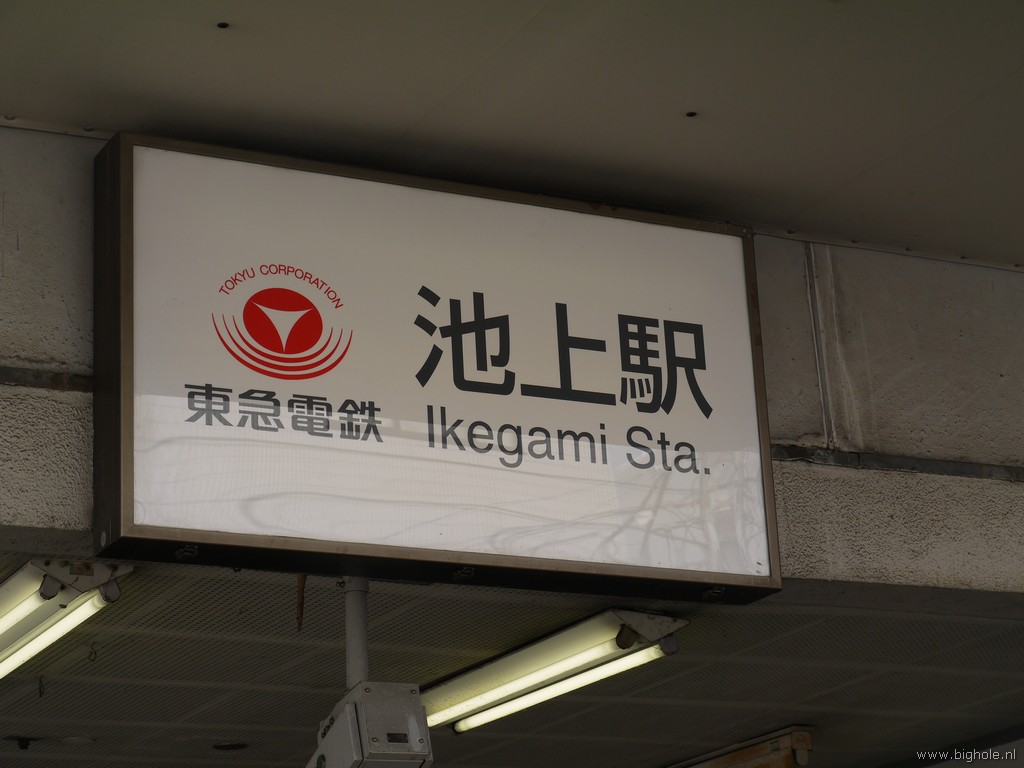 TOKYU CORPORATION
東急電鉄
池上駅
Ikegami Sta.
www.bighole.nl